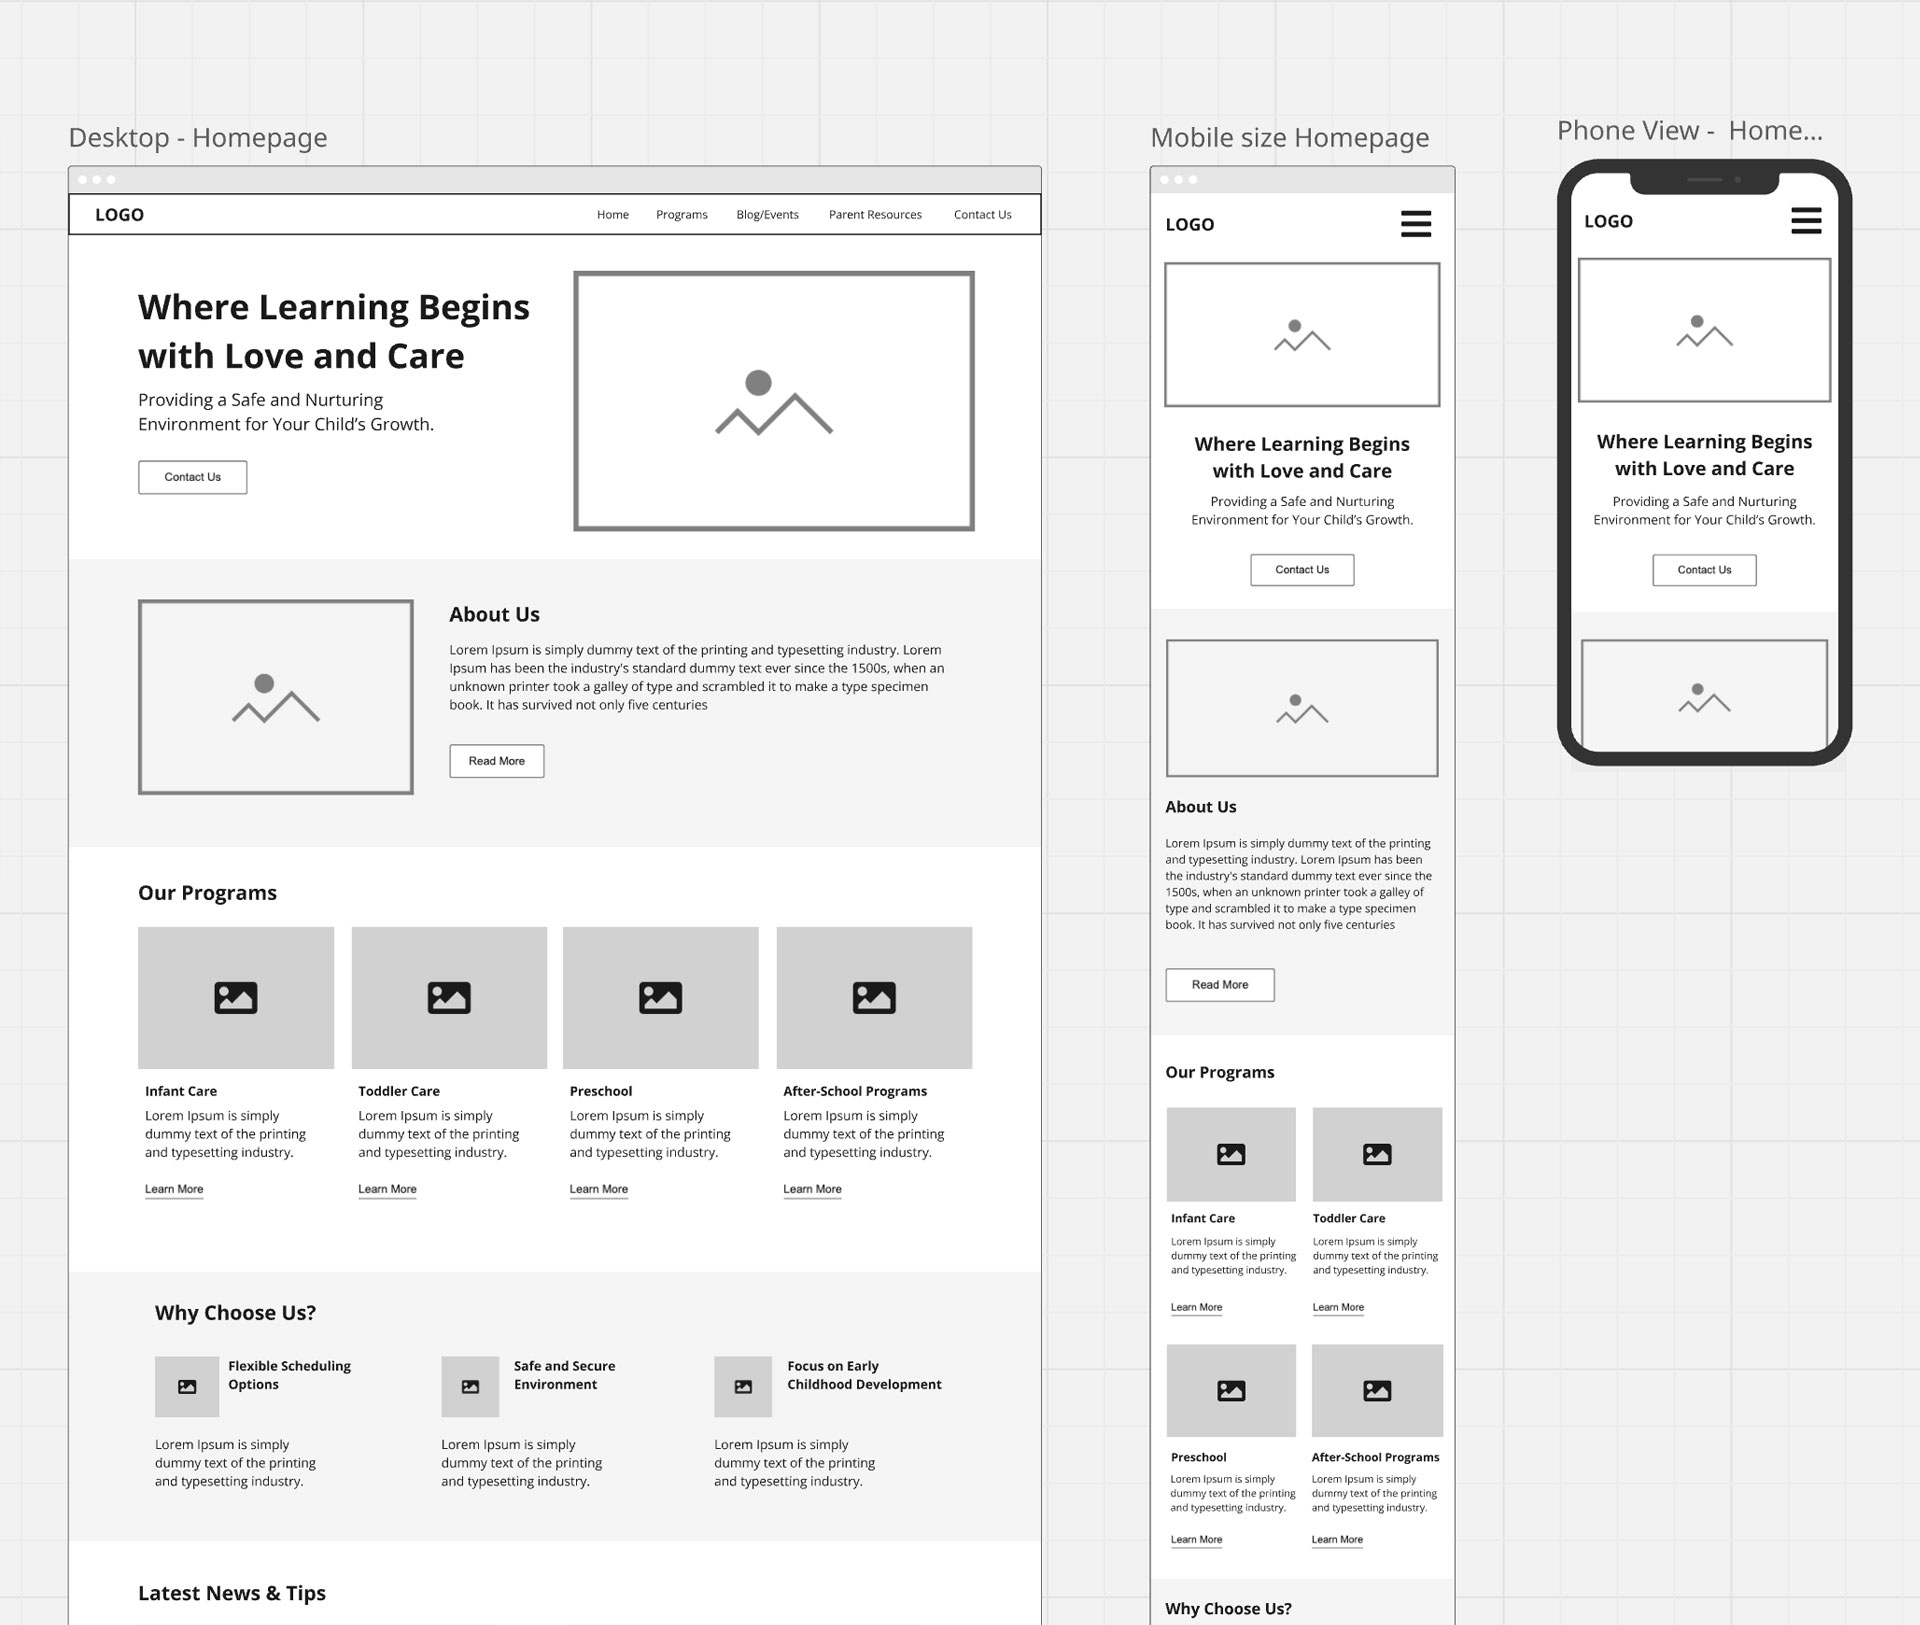 Desktop - Homepage
LOGO
Home
Programs
Blog/Events
Parent Resources
Contact Us
Where Learning Begins
with Love and Care
Providing a Safe and Nurturing
Environment for Your Child's Growth.
Contact Us
About Us
Lorem Ipsum is simply dummy text of the printing and typesetting industry. Lorem
Ipsum has been the industry's standard dummy text ever since the 1500s, when an
unknown printer took a galley of type and scrambled it to make a type specimen
book. It has survived not only five centuries
Read More
Our Programs
Infant Care
Lorem Ipsum is simply
dummy text of the printing
and typesetting industry.
Learn More
Toddler Care
Lorem Ipsum is simply
dummy text of the printing
and typesetting industry.
Learn More
Preschool
Lorem Ipsum is simply
dummy text of the printing
and typesetting industry.
Learn More
After-School Programs
Lorem Ipsum is simply
dummy text of the printing
and typesetting industry.
Learn More
Why Choose Us?
Flexible Scheduling
Options
Lorem Ipsum is simply
dummy text of the printing
and typesetting industry.
Safe and Secure
Environment
Lorem Ipsum is simply
dummy text of the printing
and typesetting industry.
Focus on Early
Childhood Development
Lorem Ipsum is simply
dummy text of the printing
and typesetting industry.
Latest News & Tips
Mobile size Homepage
LOGO
Where Learning Begins
with Love and Care
Providing a Safe and Nurturing
Environment for Your Child's Growth.
Contact Us
About Us
Lorem Ipsum is simply dummy text of the printing
and typesetting industry. Lorem Ipsum has been
the industry's standard dummy text ever since the
1500s, when an unknown printer took a galley of
type and scrambled it to make a type specimen
book. It has survived not only five centuries
Read More
Our Programs
Infant Care
Lorem Ipsum is simply
dummy text of the printing
and typesetting industry.
Learn More
Toddler Care
Lorem Ipsum is simply
dummy text of the printing
and typesetting industry.
Learn More
Preschool
Lorem Ipsum is simply
dummy text of the printing
and typesetting industry.
Learn More
After-School Programs
Lorem Ipsum is simply
dummy text of the printing
and typesetting industry.
Learn More
Why Choose Us?
Phone View - Home...
LOGO
Where Learning Begins
with Love and Care
Providing a Safe and Nurturing
Environment for Your Child's Growth.
Contact Us